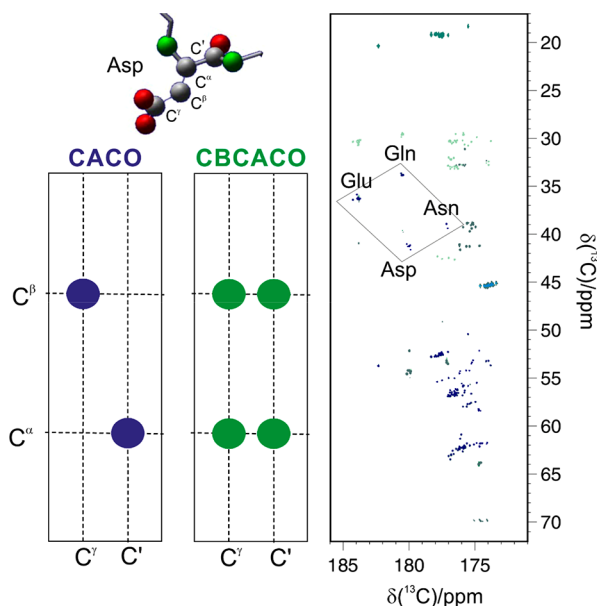 Asp
C'
Cα
Cβ
Cγ
CACO
CBCACO
Cβ
Cα
Cγ
C'
Cγ
C'
Gln
Glu
Asn
Asp
20
25
30
35
40
45
50
55
60
65
70
δ(¹³C)/ppm
185
180
175
δ(¹³C)/ppm